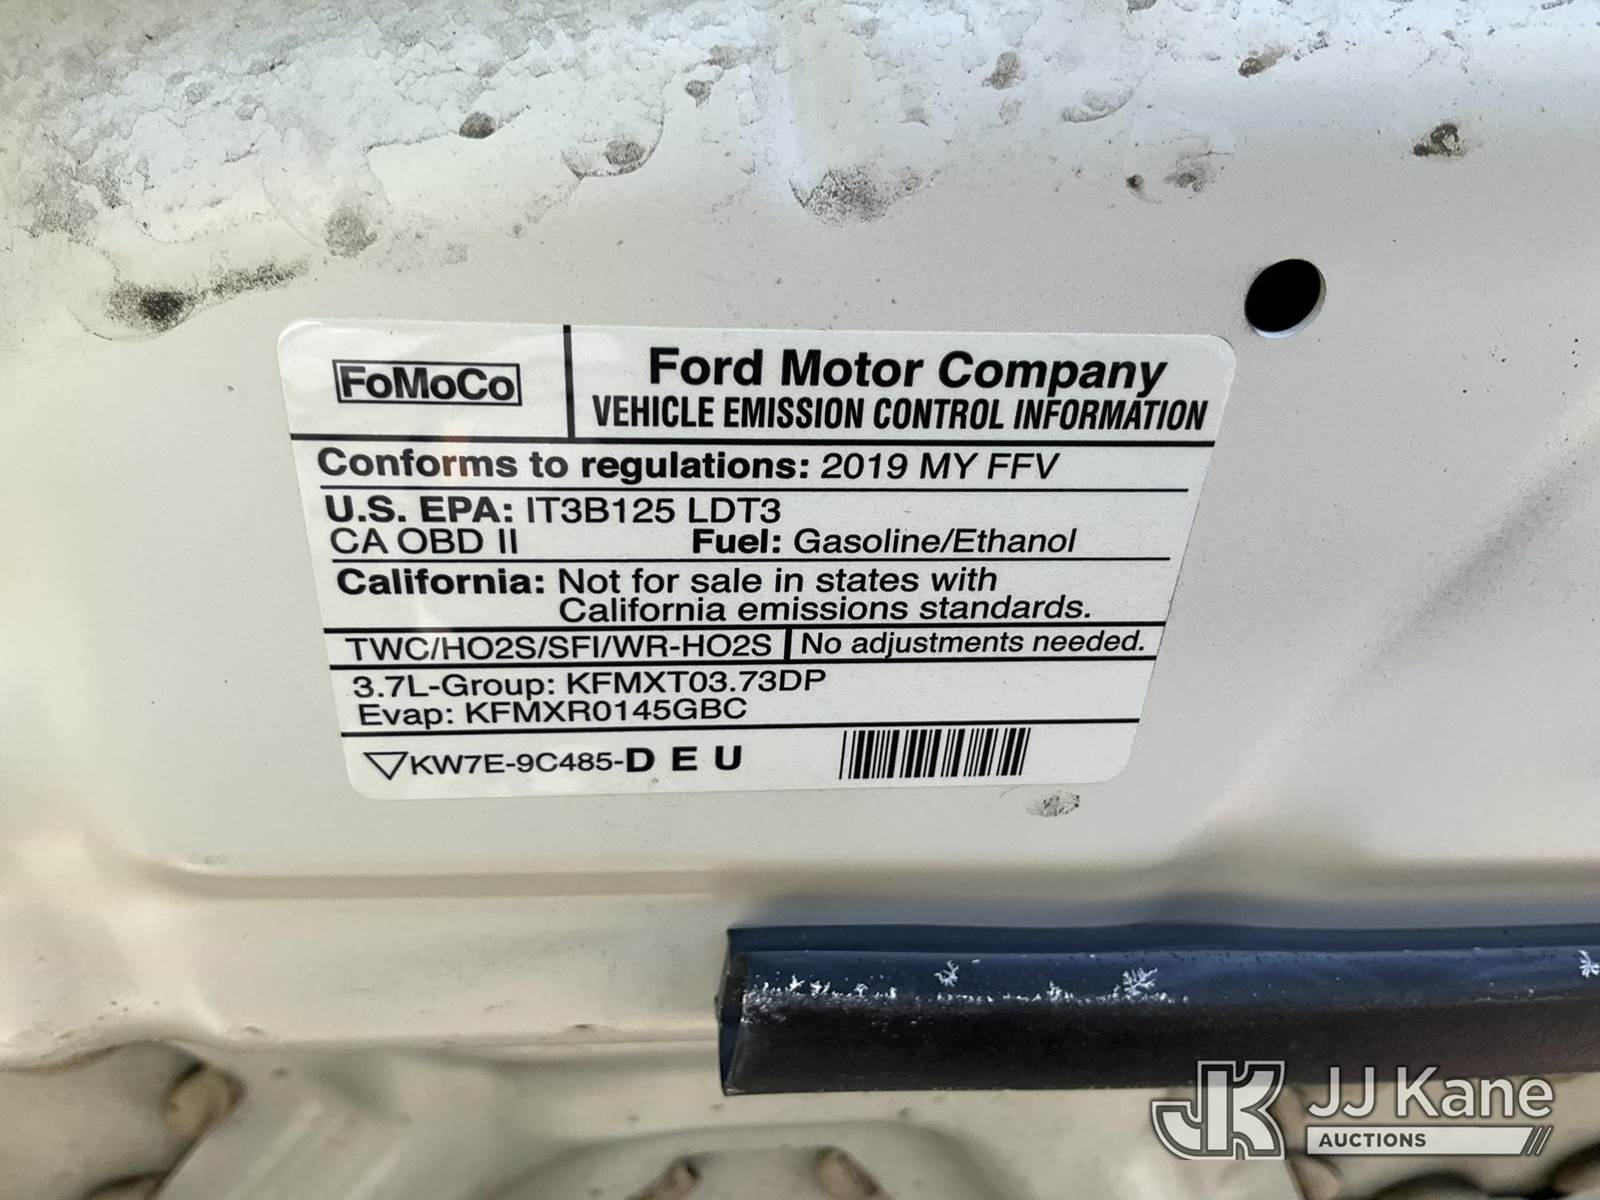 FoMoCo
Ford Motor Company
VEHICLE EMISSION CONTROL INFORMATION
Conforms to regulations: 2019 MY FFV
U.S. EPA: IT3B125 LDT3
CA OBD II Fuel: Gasoline/Ethanol
California: Not for sale in states with
California emissions standards.
TWC/HO2S/SFI/WR-HO2S No adjustments needed.
3.7L-Group: KFMXT03.73DP
Evap: KFMXR0145GBC
KW7E-9C485-D E U
JK JJ Kane
AUCTIONS